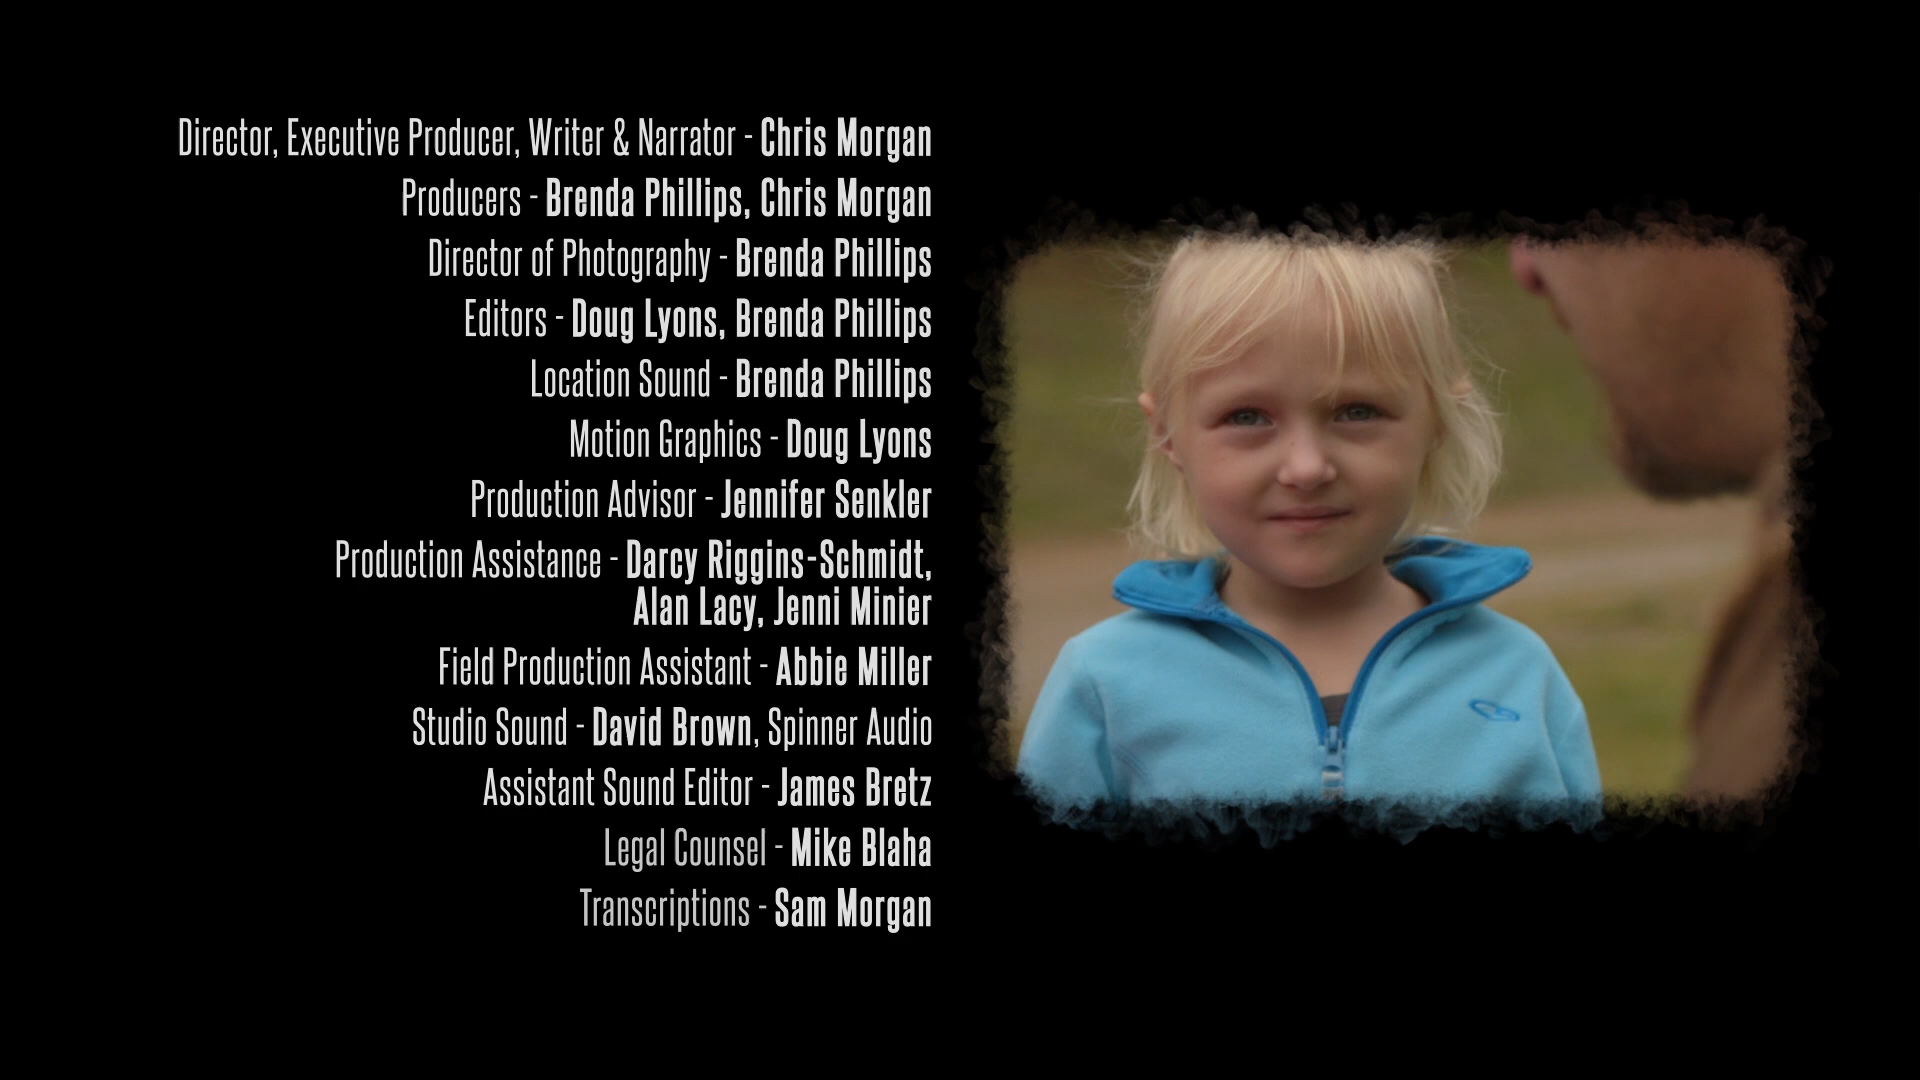 Director, Executive Producer, Writer & Narrator - Chris Morgan
Producers - Brenda Phillips, Chris Morgan
Director of Photography - Brenda Phillips
Editors - Doug Lyons, Brenda Phillips
Location Sound - Brenda Phillips
Motion Graphics - Doug Lyons
Production Advisor - Jennifer Senkler
Production Assistance - Darcy Riggins-Schmidt,
Alan Lacy, Jenni Minier
Field Production Assistant - Abbie Miller
Studio Sound - David Brown, Spinner Audio
Assistant Sound Editor - James Bretz
Legal Counsel - Mike Blaha
Transcriptions - Sam Morgan